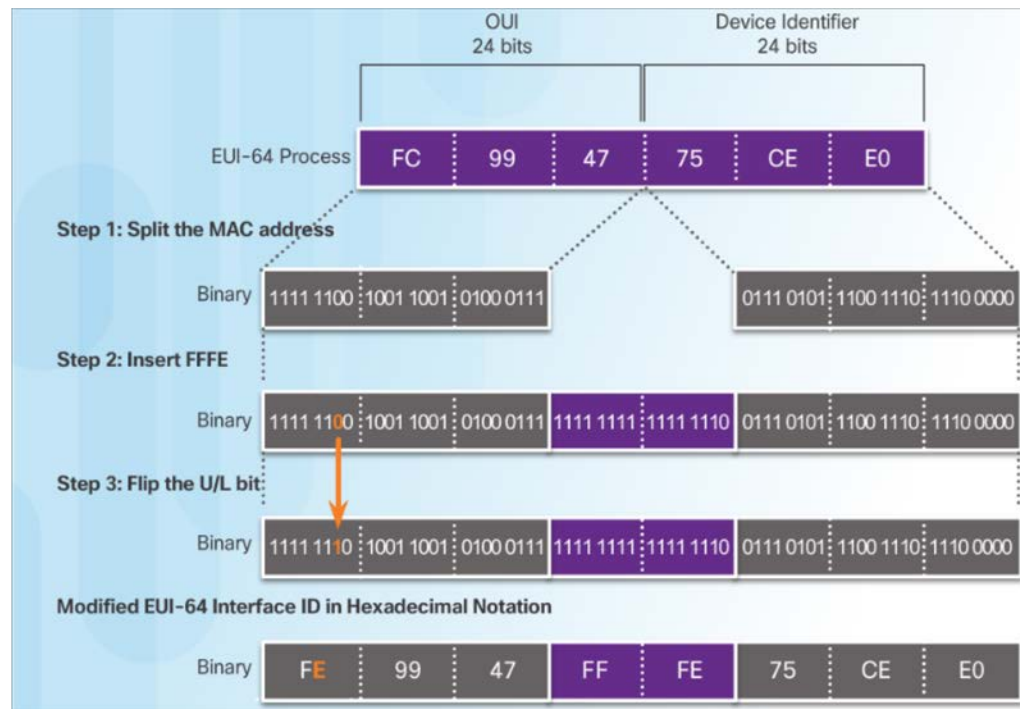 OUI Device Identifier
24 bits 24 bits
EUI-64 Process FC 99 47 75 CE E0
Step 1: Split the MAC address
Binary 1111 1100 1001 1001 0100 0111 0111 0101 1100 1110 1110 0000
Step 2: Insert FFFE
Binary 1111 1100 1001 1001 0100 0111 1111 1111 1111 1110 0111 0101 1100 1110 1110 0000
Step 3: Flip the U/L bit
Binary 1111 1110 1001 1001 0100 0111 1111 1111 1111 1110 0111 0101 1100 1110 1110 0000
Modified EUI-64 Interface ID in Hexadecimal Notation
Binary FE 99 47 FF FE 75 CE E0